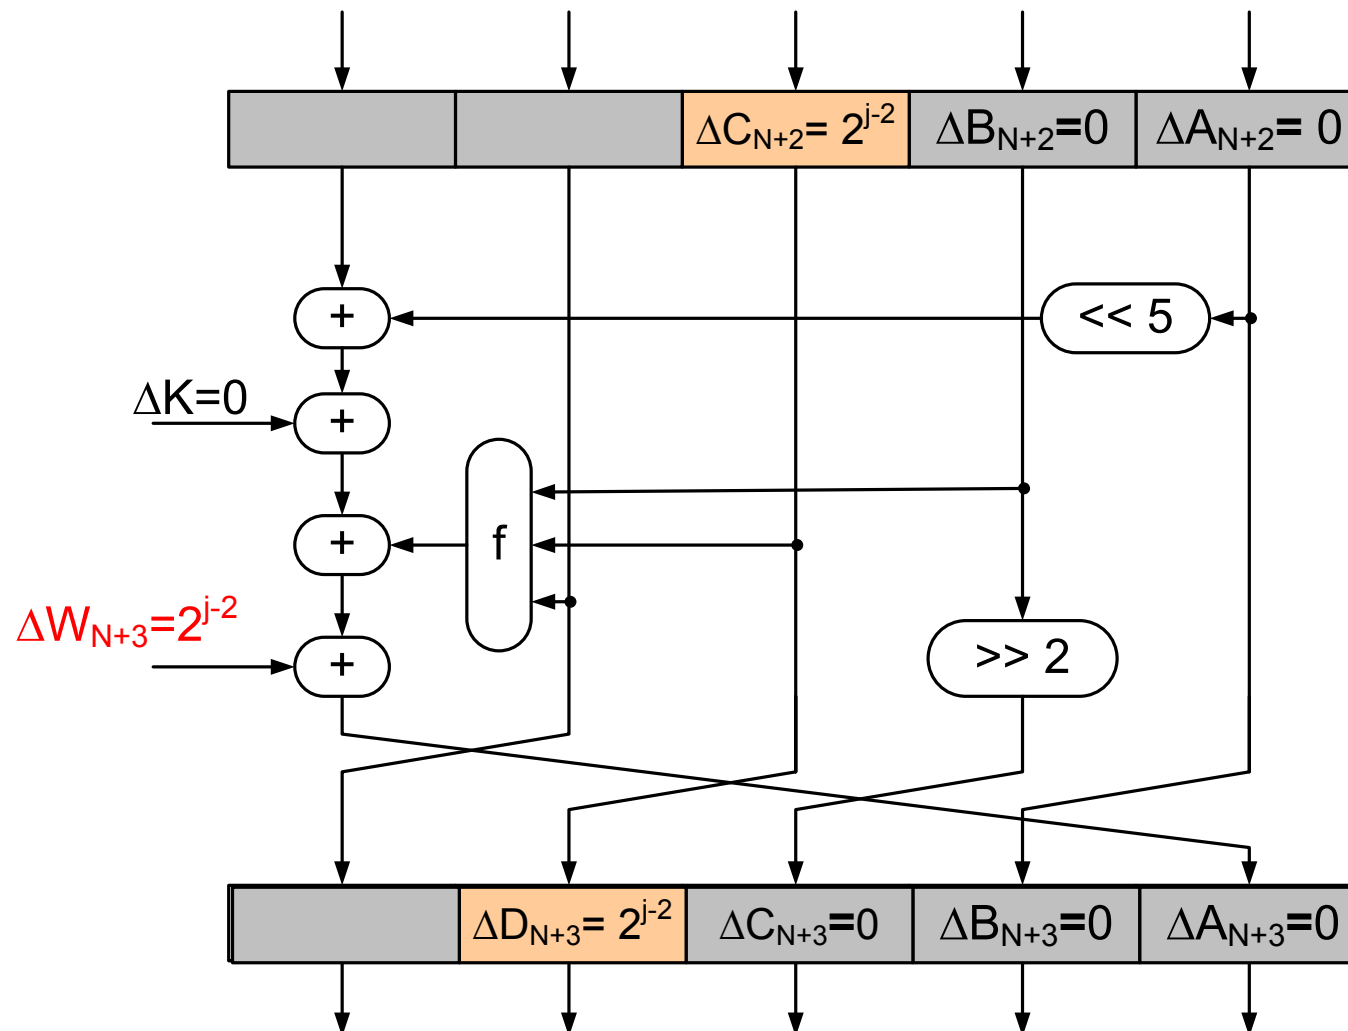 ΔC_{N+2}= 2^{j-2} ΔB_{N+2}=0 ΔA_{N+2}= 0
+ << 5
ΔK=0
+
+ f
ΔW_{N+3}=2^{j-2}
+ >> 2
ΔD_{N+3}= 2^{j-2} ΔC_{N+3}=0 ΔB_{N+3}=0 ΔA_{N+3}=0